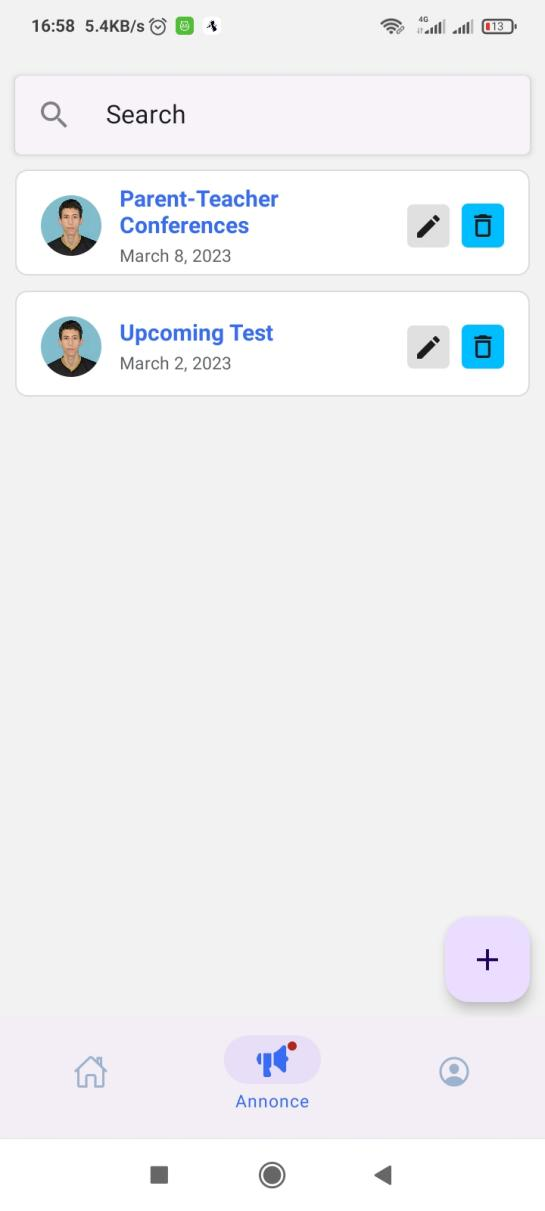 16:58 5.4KB/s 4G 13
Search
Parent-Teacher
Conferences
March 8, 2023
Upcoming Test
March 2, 2023
+
Annonce